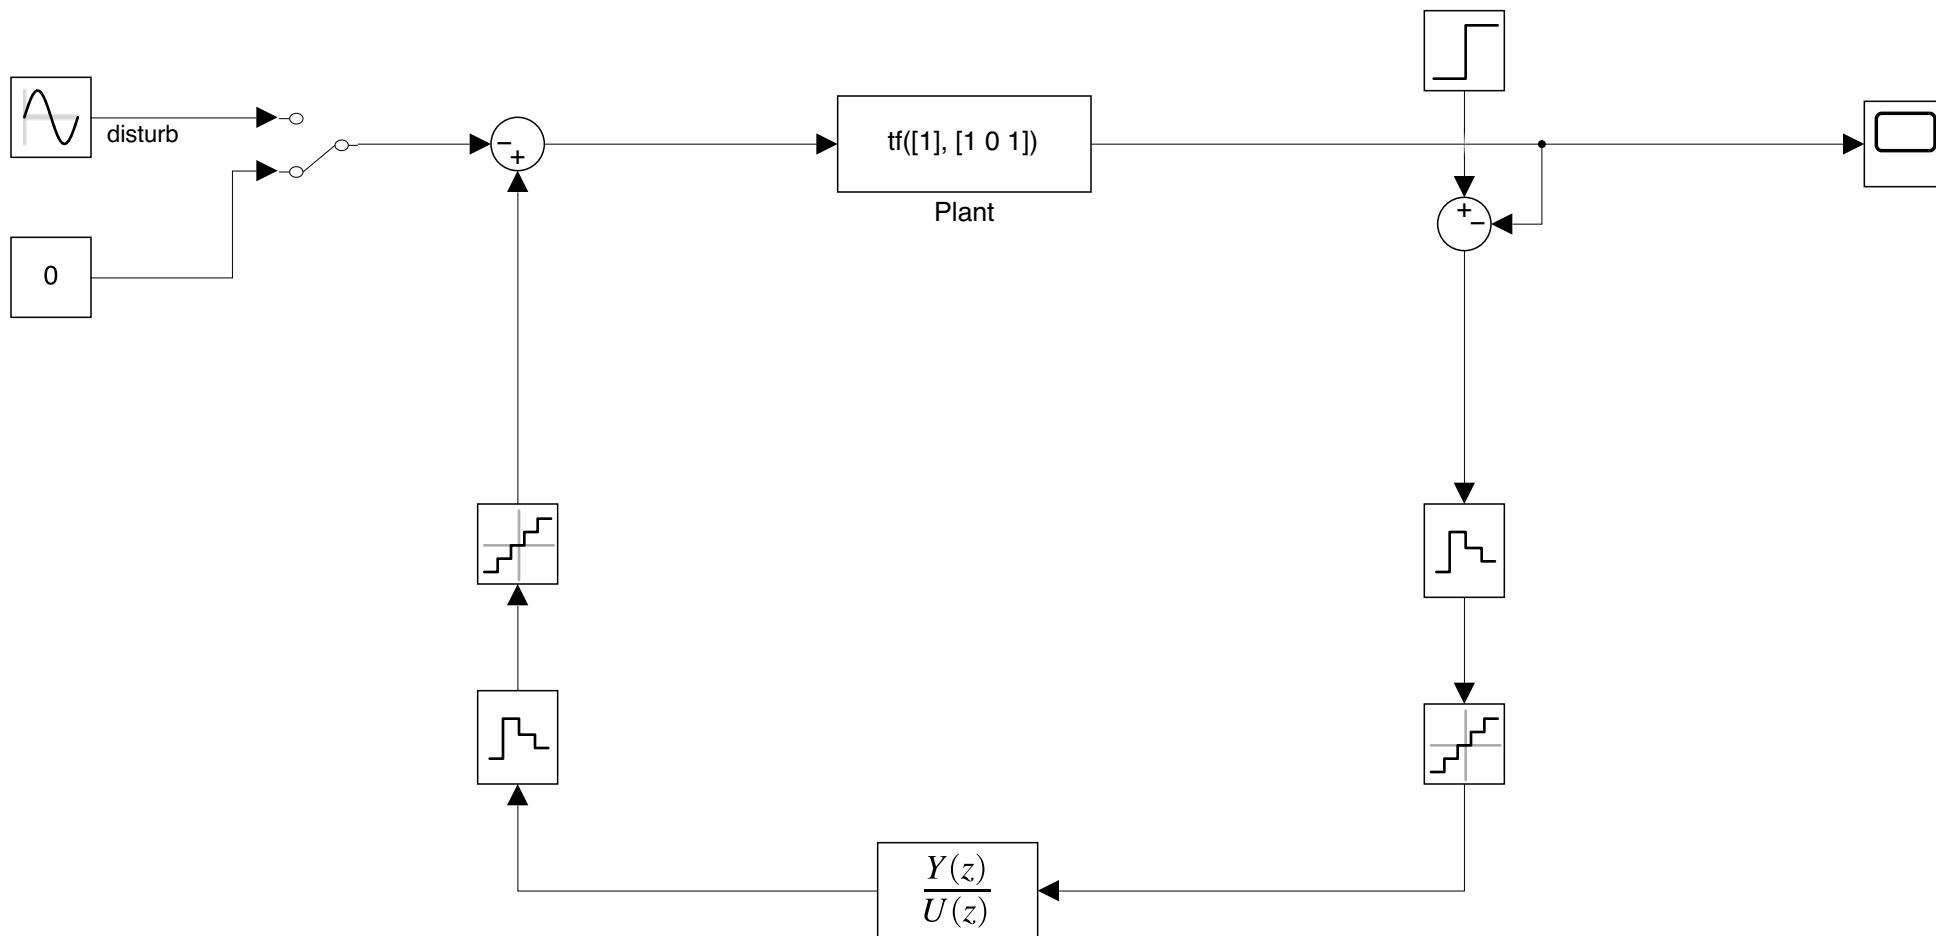 disturb
0
−
+
tf([1], [1 0 1])
Plant
+
−
Y(z)
U(z)